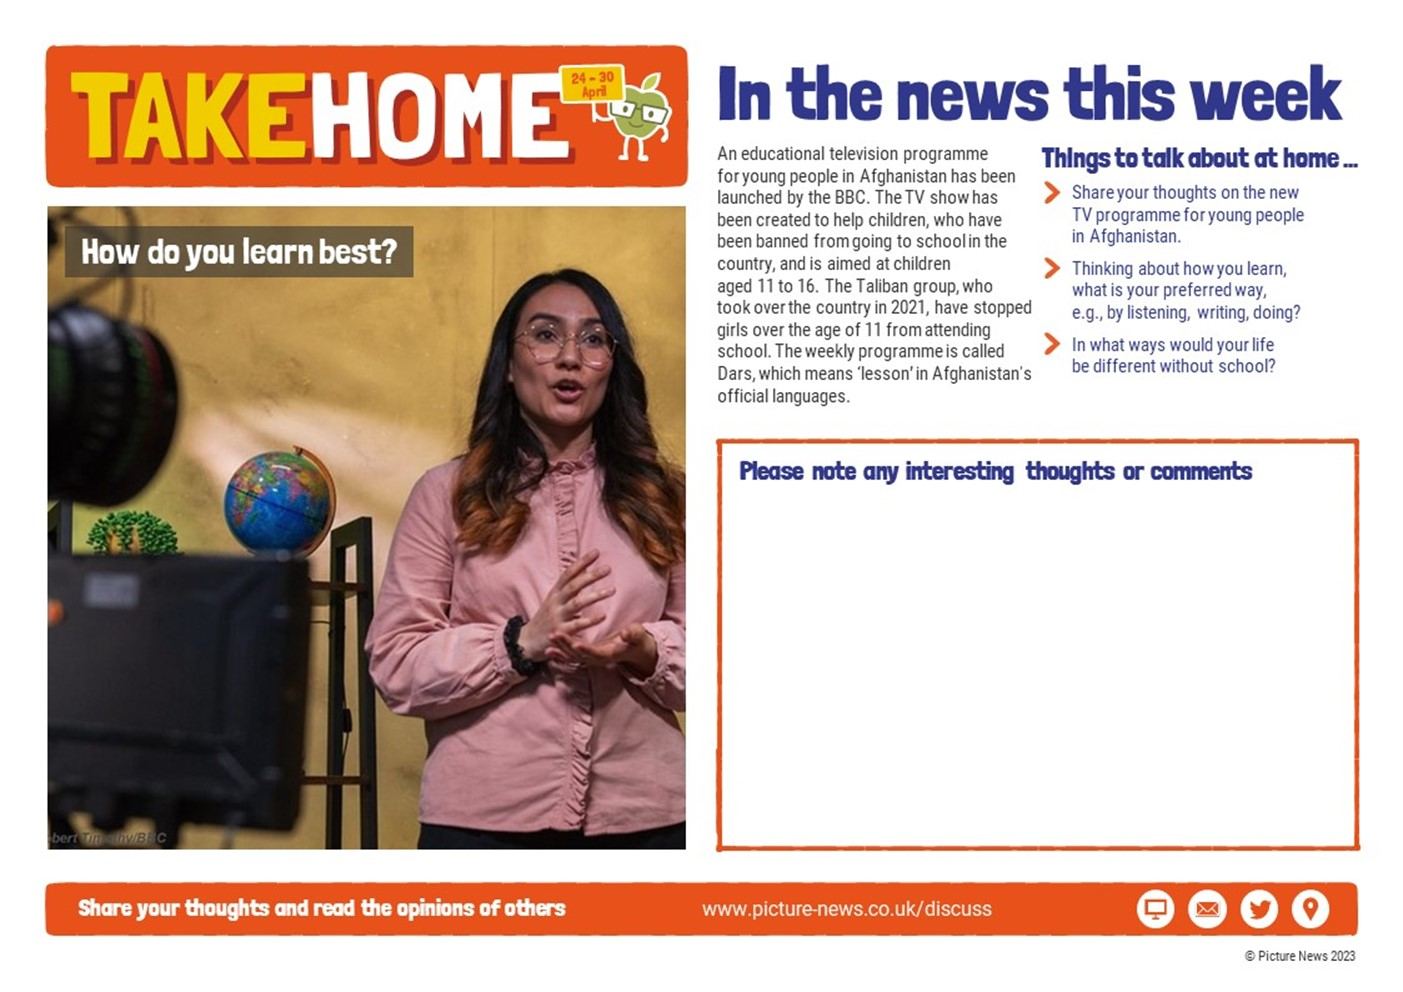 TAKEHOME
24 - 30
April
How do you learn best?
In the news this week
An educational television programme
for young people in Afghanistan has been
launched by the BBC. The TV show has
been created to help children, who have
been banned from going to school in the
country, and is aimed at children
aged 11 to 16. The Taliban group, who
took over the country in 2021, have stopped
girls over the age of 11 from attending
school. The weekly programme is called
Dars, which means ‘lesson’ in Afghanistan's
official languages.
Things to talk about at home ...
Share your thoughts on the new
TV programme for young people
in Afghanistan.
Thinking about how you learn,
what is your preferred way,
e.g., by listening, writing, doing?
In what ways would your life
be different without school?
Please note any interesting thoughts or comments
bert Timothy/BBC
Share your thoughts and read the opinions of others
www.picture-news.co.uk/discuss
© Picture News 2023